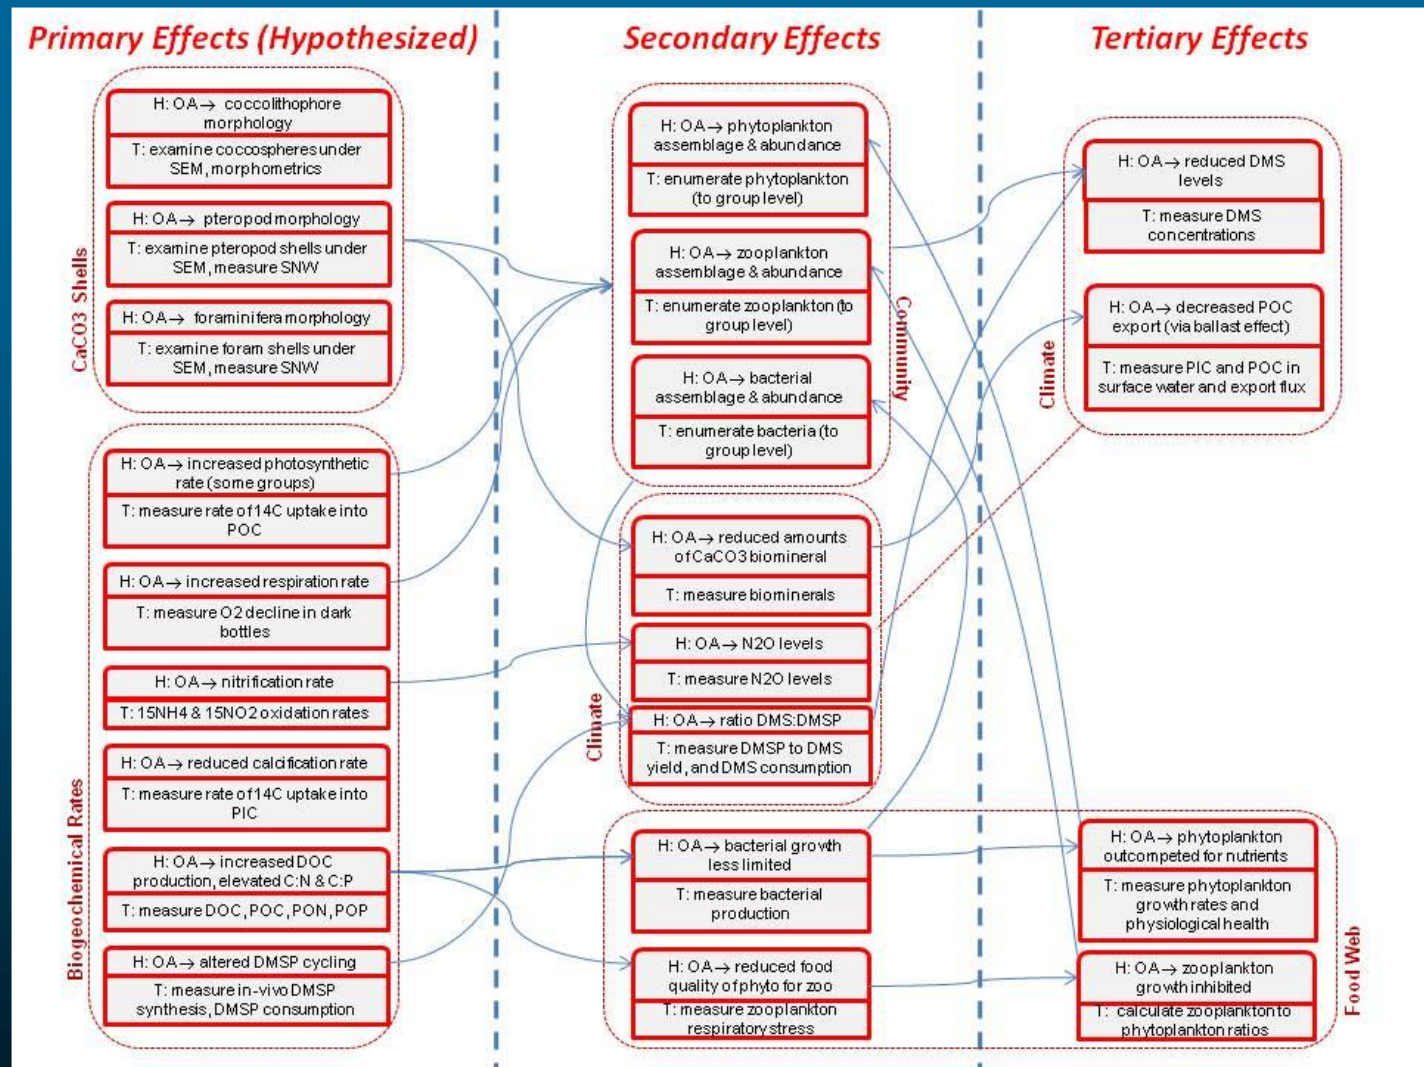 Primary Effects (Hypothesized)
Secondary Effects
Tertiary Effects
CaCO3 Shells
H: OA→ coccolithophore
morphology
T: examine coccospheres under
SEM, morphometrics
H: OA→ pteropod morphology
T: examine pteropod shells under
SEM, measure SNW
H: OA→ foraminifera morphology
T: examine foram shells under
SEM, measure SNW
Biogeochemical Rates
H: OA→ increased photosynthetic
rate (some groups)
T: measure rate of 14C uptake into
POC
H: OA→ increased respiration rate
T: measure O2 decline in dark
bottles
H: OA→ nitrification rate
T: 15NH4 & 15NO2 oxidation rates
H: OA→ reduced calcification rate
T: measure rate of 14C uptake into
PIC
H: OA→ increased DOC
production, elevated C:N & C:P
T: measure DOC, POC, PON, POP
H: OA→ altered DMSP cycling
T: measure in-vivo DMSP
synthesis, DMSP consumption
Community
H: OA→ phytoplankton
assemblage & abundance
T: enumerate phytoplankton
(to group level)
H: OA→ zooplankton
assemblage & abundance
T: enumerate zooplankton (to
group level)
H: OA→ bacterial
assemblage & abundance
T: enumerate bacteria (to
group level)
Climate
H: OA→ reduced amounts
of CaCO3 biomineral
T: measure biominerals
H: OA→ N2O levels
T: measure N2O levels
H: OA→ ratio DMS:DMSP
T: measure DMSP to DMS
yield, and DMS consumption
H: OA→ bacterial growth
less limited
T: measure bacterial
production
H: OA→ reduced food
quality of phyto for zoo
T: measure zooplankton
respiratory stress
Climate
H: OA→ reduced DMS
levels
T: measure DMS
concentrations
H: OA→ decreased POC
export (via ballast effect)
T: measure PIC and POC in
surface water and export flux
H: OA→ phytoplankton
outcompeted for nutrients
T: measure phytoplankton
growth rates and
physiological health
H: OA→ zooplankton
growth inhibited
T: calculate zooplankton to
phytoplankton ratios
Food Web